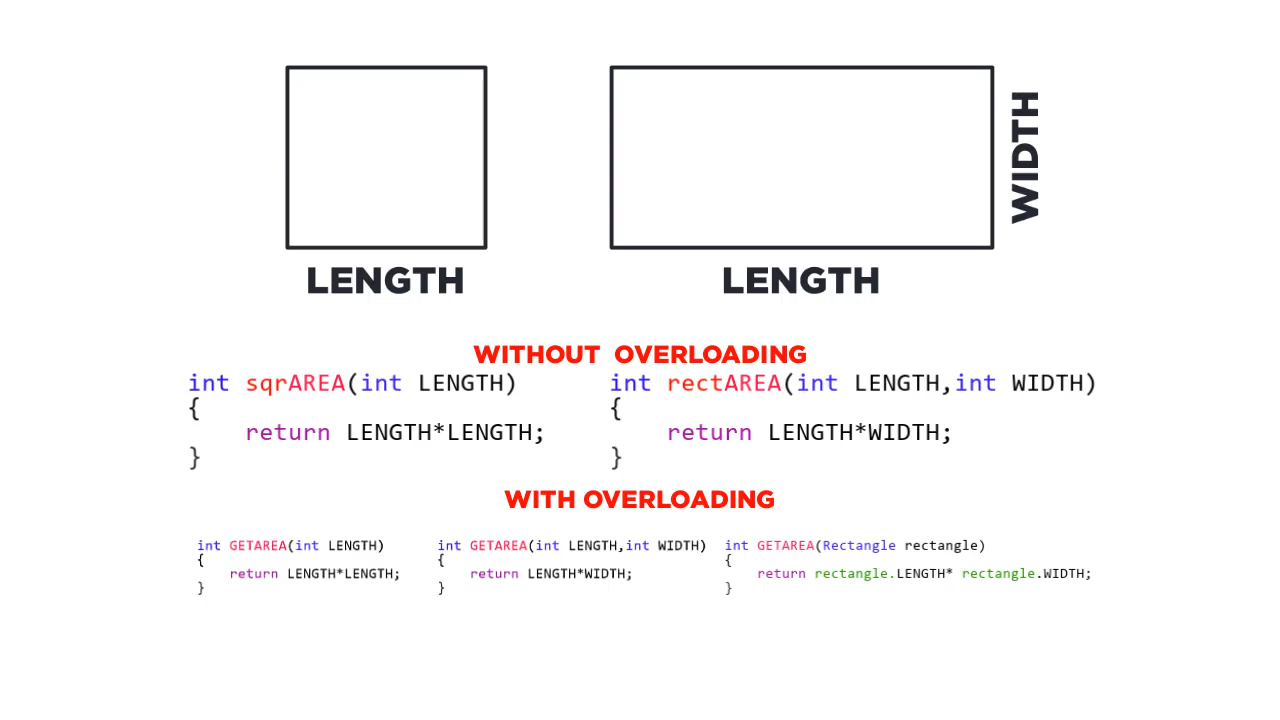 WIDTH
LENGTH
LENGTH
WITHOUT OVERLOADING
int sqrAREA(int LENGTH)
{
return LENGTH*LENGTH;
}
int rectAREA(int LENGTH,int WIDTH)
{
return LENGTH*WIDTH;
}
WITH OVERLOADING
int GETAREA(int LENGTH)
{
return LENGTH*LENGTH;
}
int GETAREA(int LENGTH,int WIDTH)
{
return LENGTH*WIDTH;
}
int GETAREA(Rectangle rectangle)
{
return rectangle.LENGTH* rectangle.WIDTH;
}